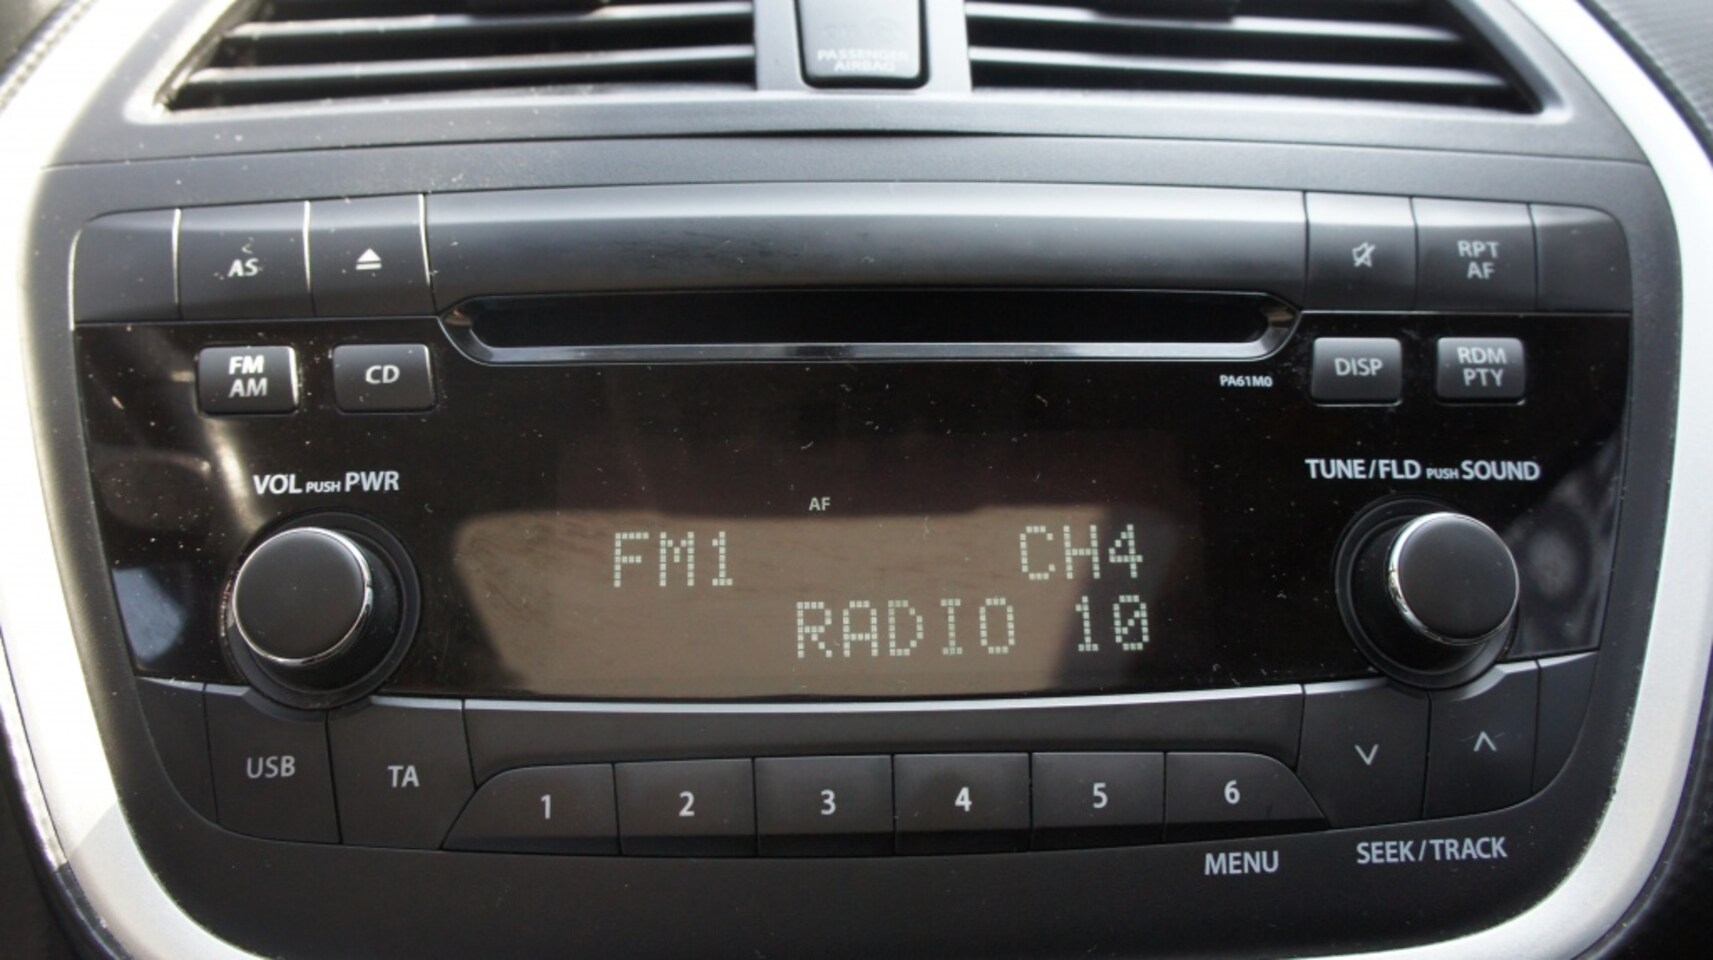 PASSENGER
AIRBAG
AS
RPT
AF
FM
AM
CD
PA61M0
DISP
RDM
PTY
VOL PUSH PWR
TUNE/FLD PUSH SOUND
AF
FM1 CH4
RADIO 10
USB
TA
1 2 3 4 5 6
MENU
SEEK/TRACK